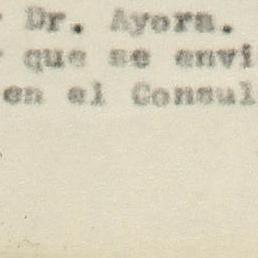 Dr. Ayora.
que se envi
en el Consul